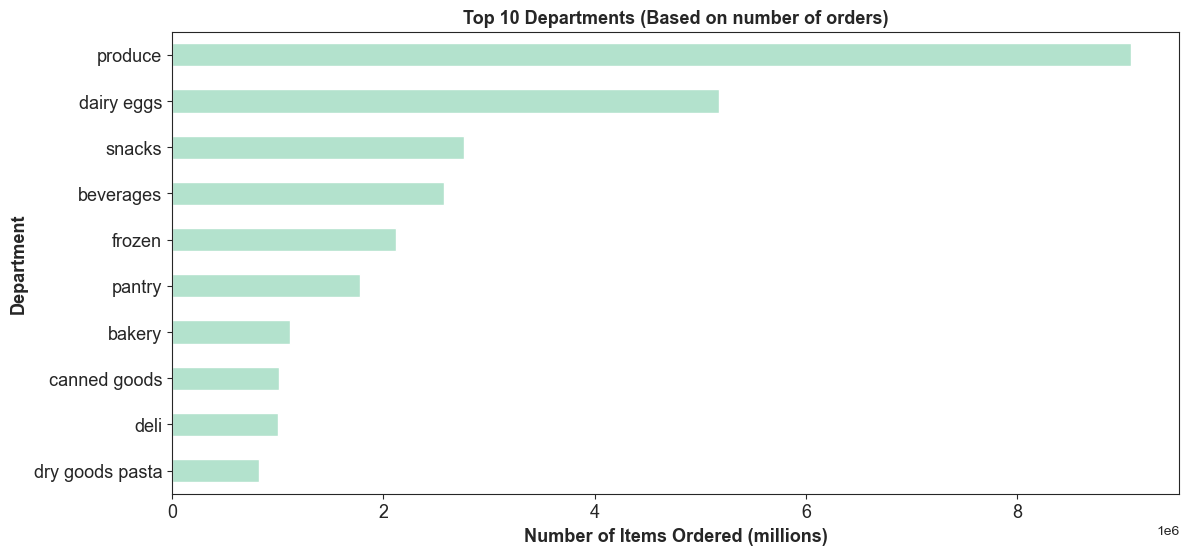 Top 10 Departments (Based on number of orders)
produce
dairy eggs
snacks
beverages
frozen
pantry
bakery
canned goods
deli
dry goods pasta
Department
0 2 4 6 8
1e6
Number of Items Ordered (millions)